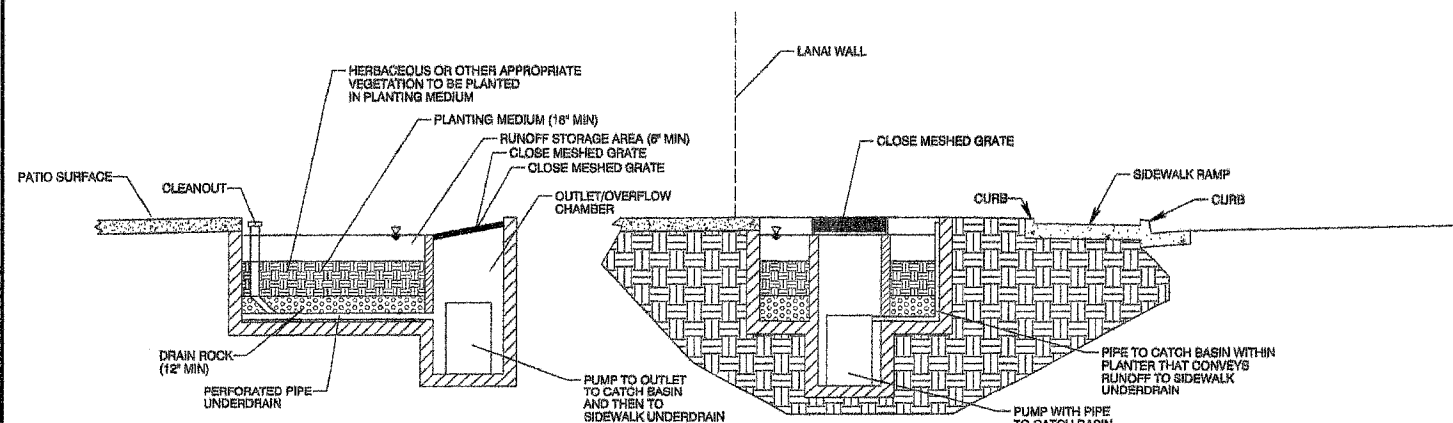 LANAI WALL
HERBACEOUS OR OTHER APPROPRIATE
VEGETATION TO BE PLANTED
IN PLANTING MEDIUM
PLANTING MEDIUM (18" MIN)
RUNOFF STORAGE AREA (6" MIN)
CLOSE MESHED GRATE
CLOSE MESHED GRATE
OUTLET/OVERFLOW
CHAMBER
PATIO SURFACE
CLEANOUT
CLOSE MESHED GRATE
SIDEWALK RAMP
CURB
CURB
DRAIN ROCK
(12" MIN)
PERFORATED PIPE
UNDERDRAIN
PUMP TO OUTLET
TO CATCH BASIN
AND THEN TO
SIDEWALK UNDERDRAIN
PIPE TO CATCH BASIN WITHIN
PLANTER THAT CONVEYS
RUNOFF TO SIDEWALK
UNDERDRAIN
PUMP WITH PIPE
TO CATCH BASIN